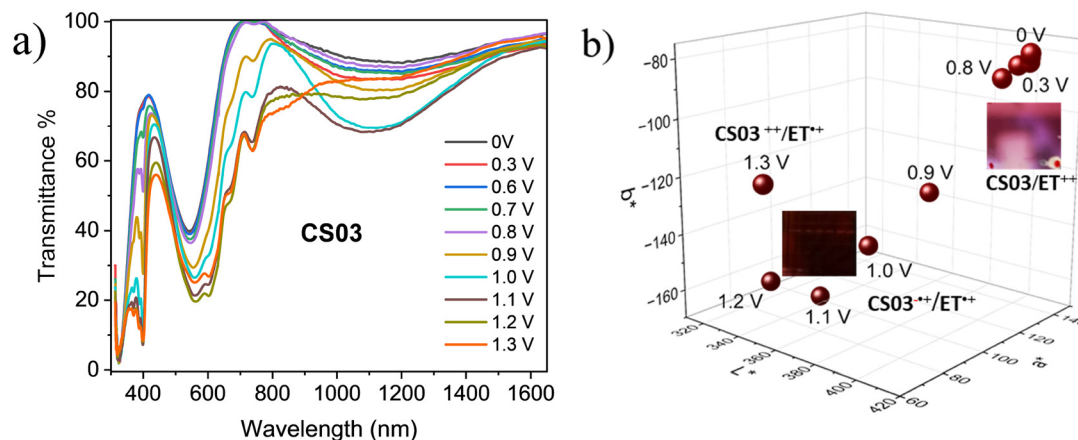 a)
Transmittance %
100
80
60
40
20
0
400 600 800 1000 1200 1400 1600
Wavelength (nm)
CS03
0V
0.3 V
0.6 V
0.7 V
0.8 V
0.9 V
1.0 V
1.1 V
1.2 V
1.3 V
b)
b*
-80
-100
-120
-140
-160
0 V
0.8 V
0.3 V
CS03/ET++
CS03 ++/ET•+
1.3 V
0.9 V
1.0 V
1.2 V
1.1 V
CS03-•+/ET•+
320 340 360 380 400 420
L*
60 80 100 120 140
a*